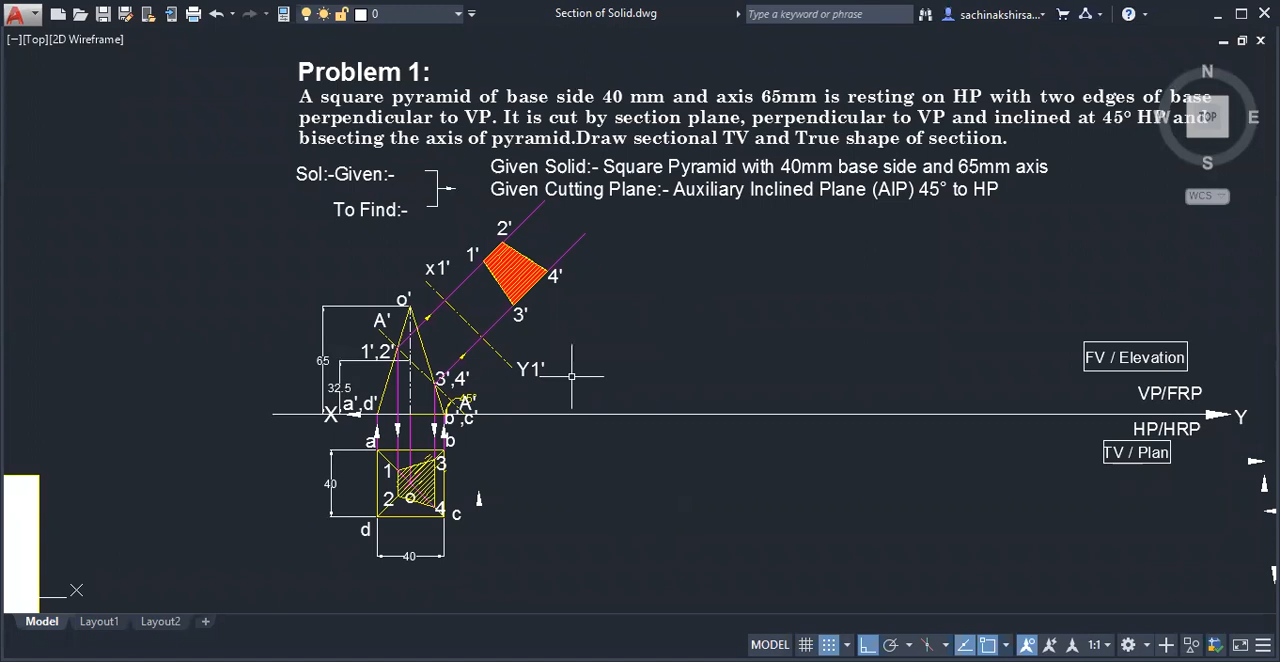 A
0
Section of Solid.dwg
Type a keyword or phrase
sachinakshirsa...
[−][Top][2D Wireframe]
N
TOP
W
E
S
WCS
Problem 1:
A square pyramid of base side 40 mm and axis 65mm is resting on HP with two edges of base
perpendicular to VP. It is cut by section plane, perpendicular to VP and inclined at 45° HP and
bisecting the axis of pyramid.Draw sectional TV and True shape of sectiion.
Sol:-Given:-
To Find:-
Given Solid:- Square Pyramid with 40mm base side and 65mm axis
Given Cutting Plane:- Auxiliary Inclined Plane (AIP) 45° to HP
2'
1'
4'
x1'
3'
o'
A'
1',2'
Y1'
65
3',4'
32.5
45°
a',d'
A'
X
b',c'
Y
FV / Elevation
VP/FRP
HP/HRP
TV / Plan
a
b
1
3
40
2
o
4
d
c
40
X
Model
Layout1
Layout2
+
MODEL
1:1